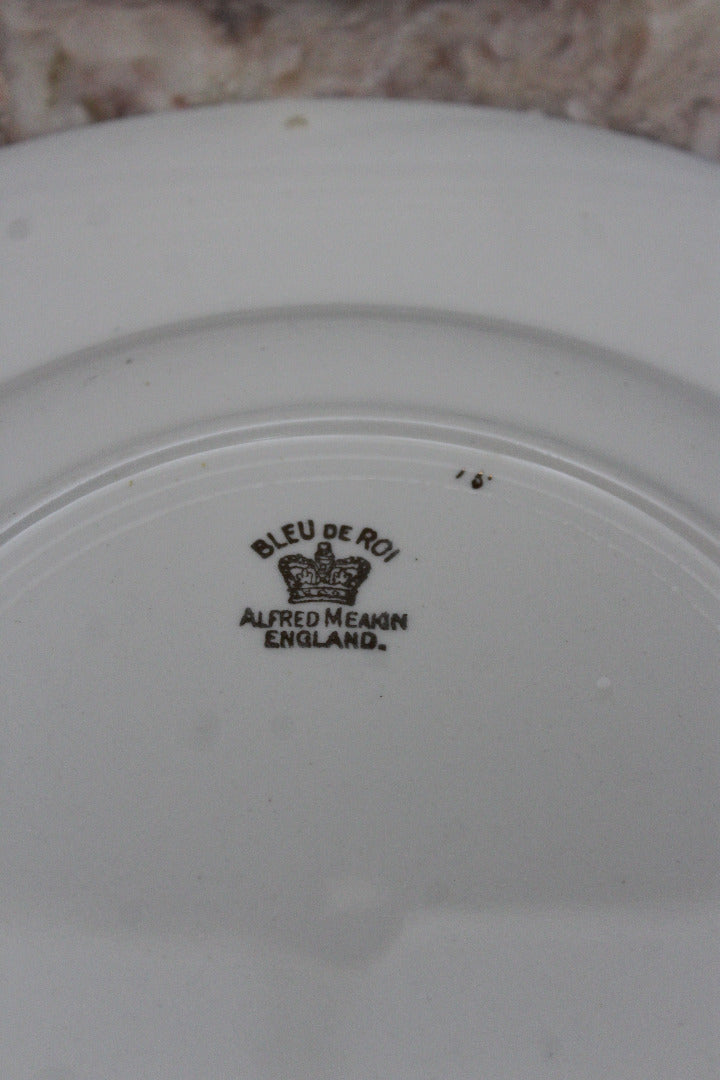 BLEU DE ROI
ALFRED MEAKIN
ENGLAND.